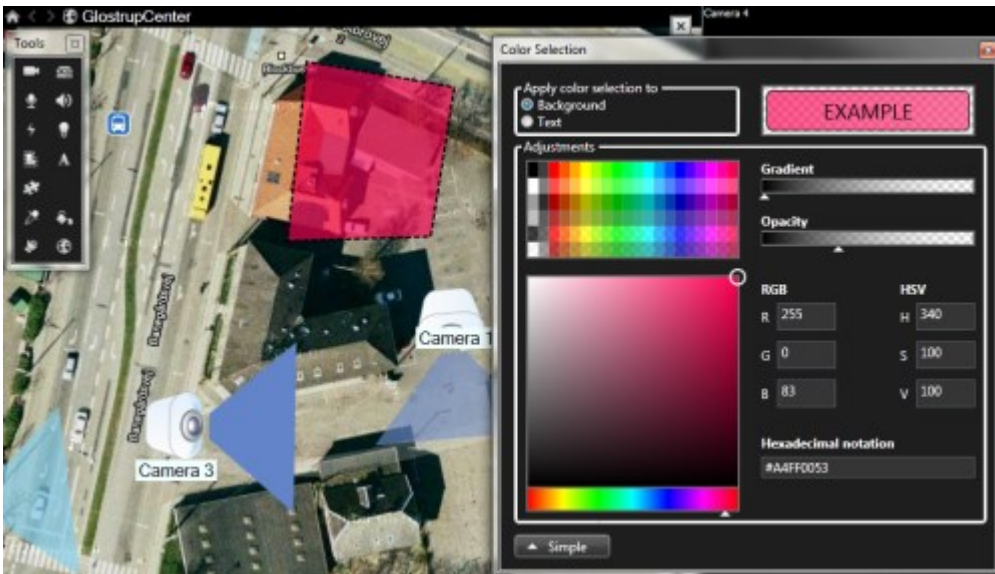 GlostrupCenter
Camera 4
Tools
Color Selection
Apply color selection to
Background
Text
EXAMPLE
Adjustments
Gradient
Opacity
RGB
HSV
R 255
H 340
G 0
S 100
B 83
V 100
Hexadecimal notation
#A4FF0053
Simple
A
2
Camera 1
Camera 3